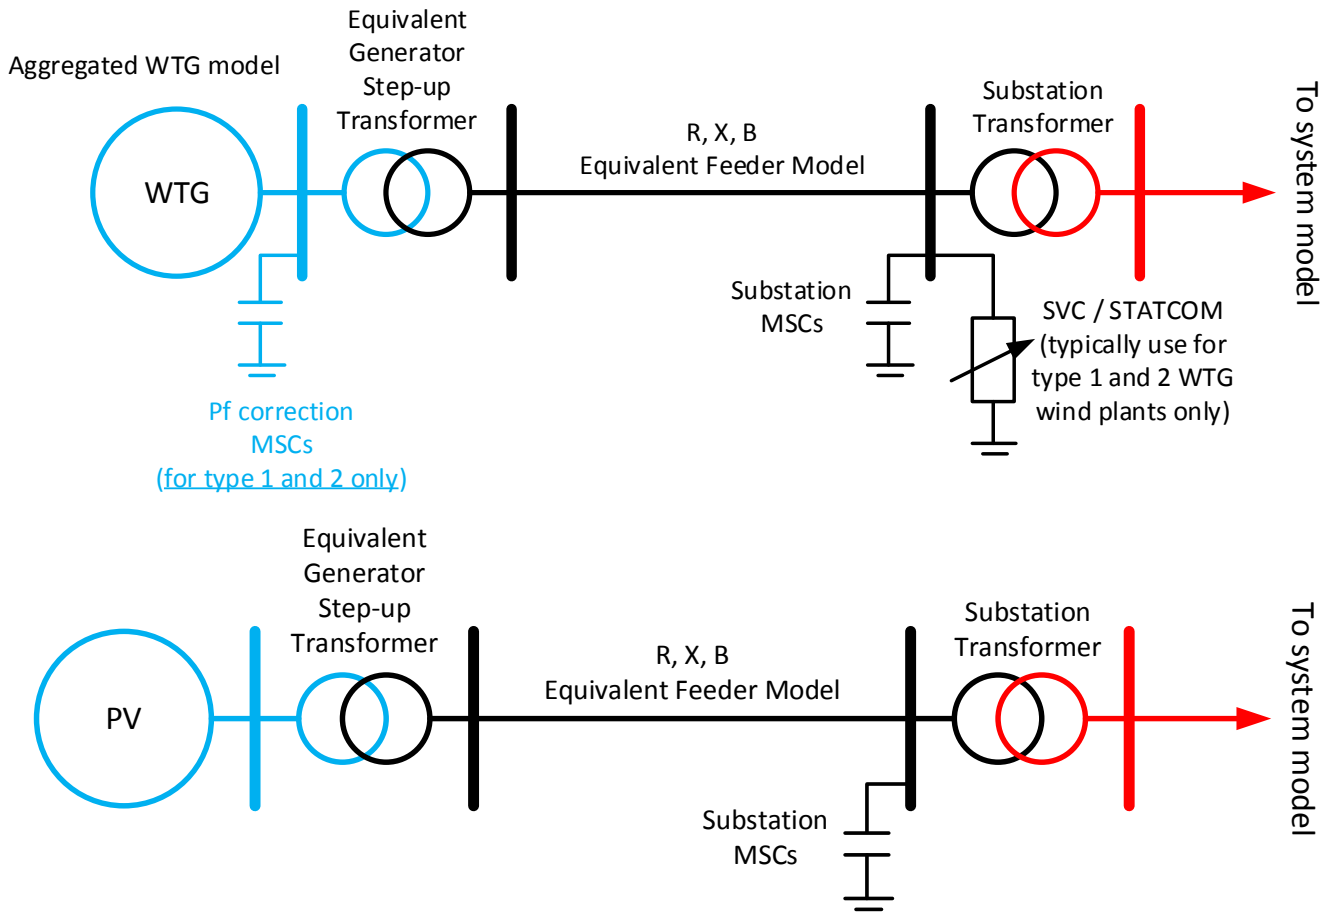 Aggregated WTG model
Equivalent
Generator
Step-up
Transformer
WTG
R, X, B
Equivalent Feeder Model
Substation
Transformer
To system model
Substation
MSCs
SVC / STATCOM
(typically use for
type 1 and 2 WTG
wind plants only)
Pf correction
MSCs
(for type 1 and 2 only)
Equivalent
Generator
Step-up
Transformer
PV
R, X, B
Equivalent Feeder Model
Substation
Transformer
To system model
Substation
MSCs